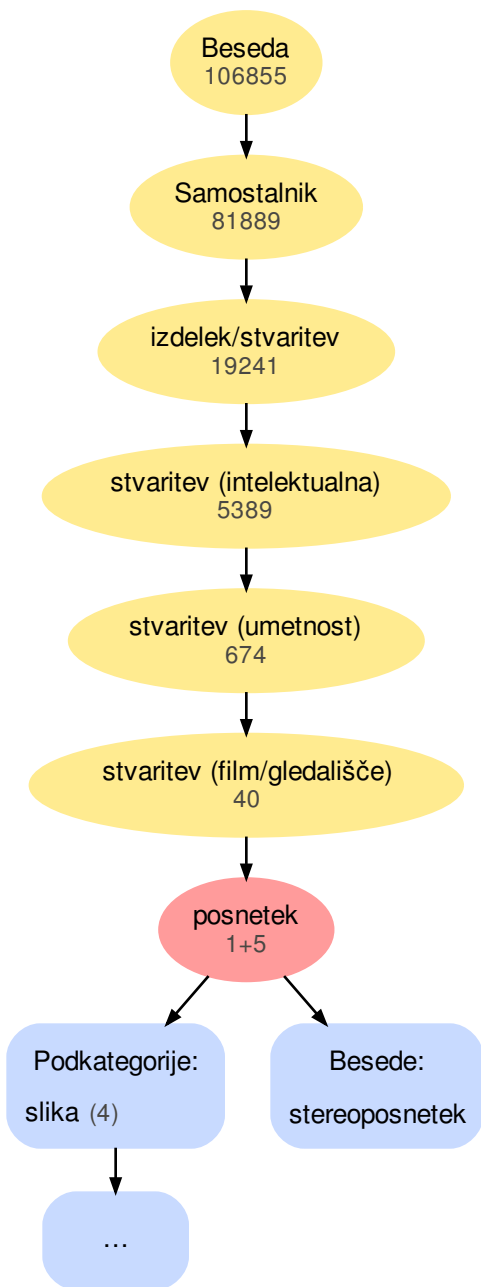 Beseda
106855
Samostalnik
81889
izdelek/stvaritev
19241
stvaritev (intelektualna)
5389
stvaritev (umetnost)
674
stvaritev (film/gledališče)
40
posnetek
1+5
Podkategorije:
slika (4)
Besede:
stereoposnetek
...